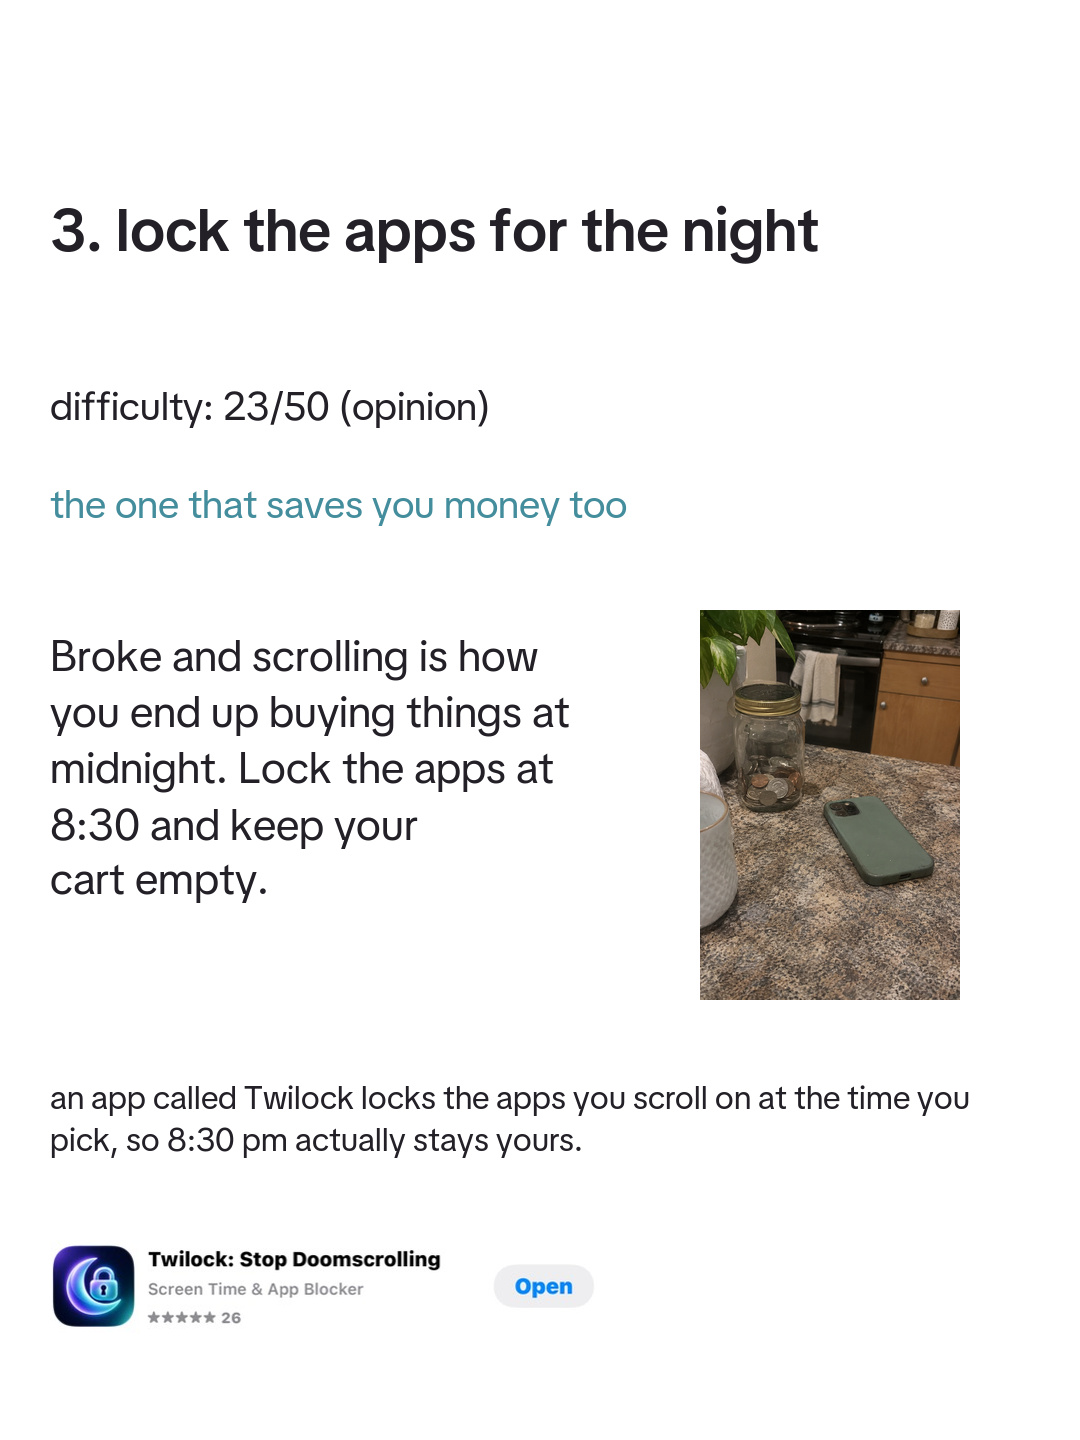 3. lock the apps for the night
difficulty: 23/50 (opinion)
the one that saves you money too
Broke and scrolling is how
you end up buying things at
midnight. Lock the apps at
8:30 and keep your
cart empty.
an app called Twilock locks the apps you scroll on at the time you
pick, so 8:30 pm actually stays yours.
Twilock: Stop Doomscrolling
Screen Time & App Blocker
★★★★★ 26
Open